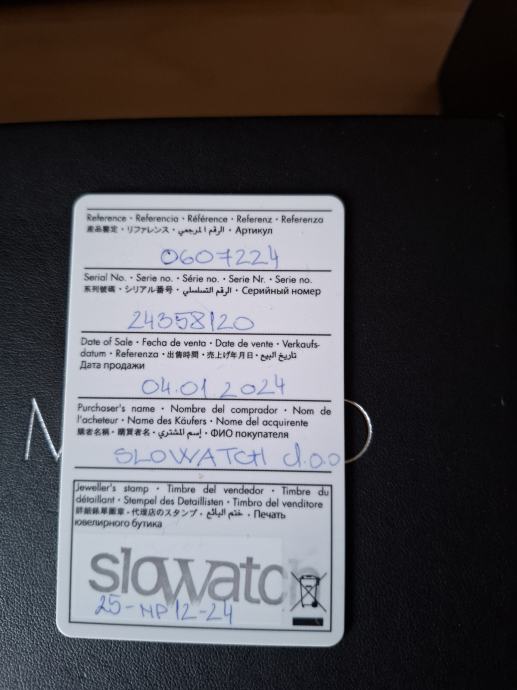 Reference • Referencia • Référence • Referenz • Referenza
産品鑒定 • リファレンス • الرقم المرجعي • Артикул
0607224
Serial No. • Serie no. • Série no. • Serie Nr. • Serie no.
系列號碼 • シリアル番号 • الرقم التسلسلي • Серийный номер
24358120
Date of Sale • Fecha de venta • Date de vente • Verkaufs-
datum • Referenza • 出售時間 • 売上げ年月日 • تاريخ البيع •
Дата продажи
04.01.2024
Purchaser's name • Nombre del comprador • Nom de
l'acheteur • Name des Käufers • Nome del acquirente
購者名稱 • 購買者名 • إسم المشتري • ФИО покупателя
SLOWATCH d.o.o
Jeweller's stamp • Timbre del vendedor • Timbre du
détaillant • Stempel des Detaillisten • Timbro del venditore
代理店のスタンプ • ختم البائع • Печать
ювелирного бутика
slowatch
25-MP12-24